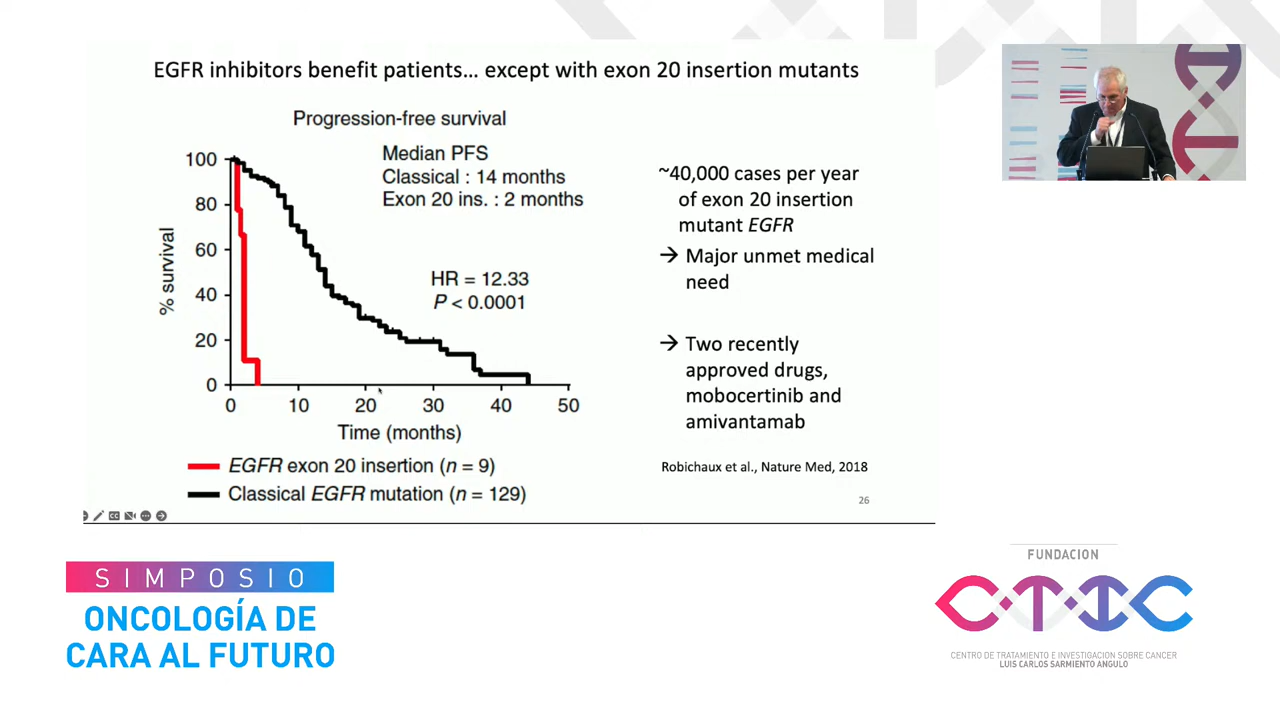 EGFR inhibitors benefit patients... except with exon 20 insertion mutants
Progression-free survival
Median PFS
Classical : 14 months
Exon 20 ins. : 2 months
HR = 12.33
P < 0.0001
% survival
100
80
60
40
20
0
0 10 20 30 40 50
Time (months)
EGFR exon 20 insertion (n = 9)
Classical EGFR mutation (n = 129)
~40,000 cases per year
of exon 20 insertion
mutant EGFR
→ Major unmet medical
need
→ Two recently
approved drugs,
mobocertinib and
amivantamab
Robichaux et al., Nature Med, 2018
26
CC
SIMPOSIO
ONCOLOGÍA DE
CARA AL FUTURO
FUNDACION
CTIC
CENTRO DE TRATAMIENTO E INVESTIGACION SOBRE CANCER
LUIS CARLOS SARMIENTO ANGULO